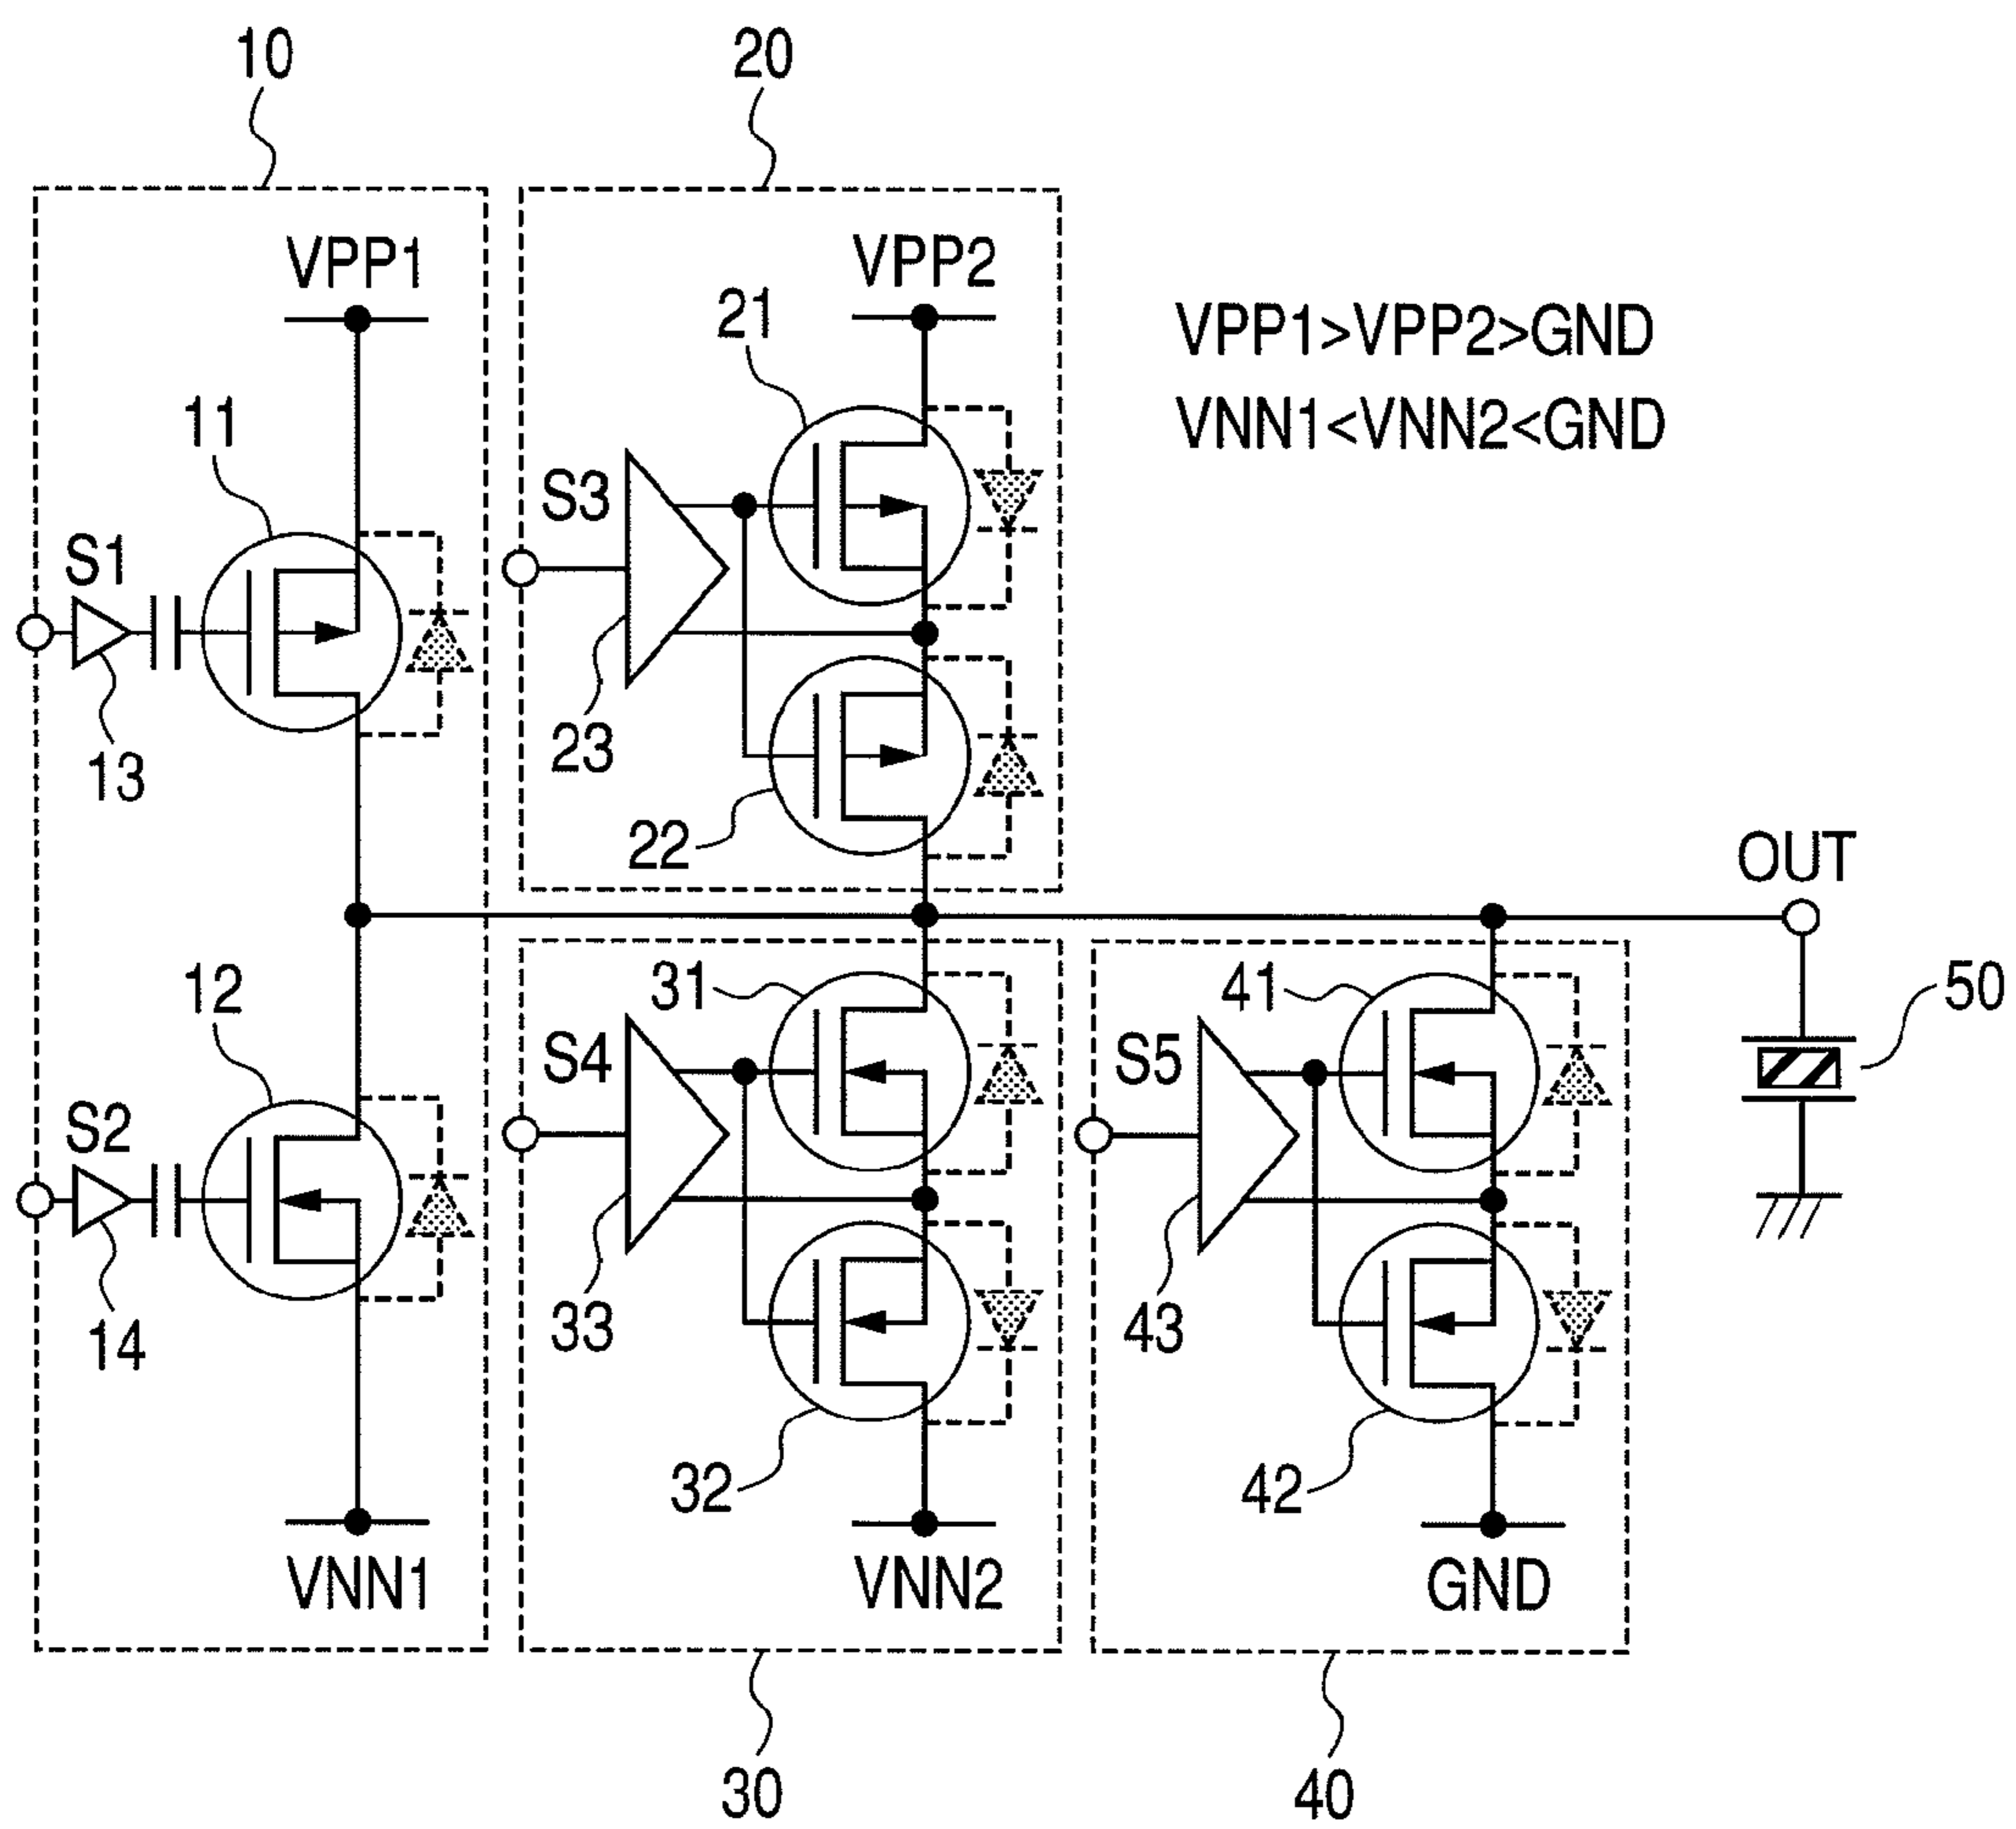 10
20
VPP1
VPP2
21
VPP1>VPP2>GND
VNN1<VNN2<GND
11
S3
S1
23
13
22
OUT
12
31
41
50
S4
S5
S2
33
43
14
32
42
VNN1
VNN2
GND
30
40